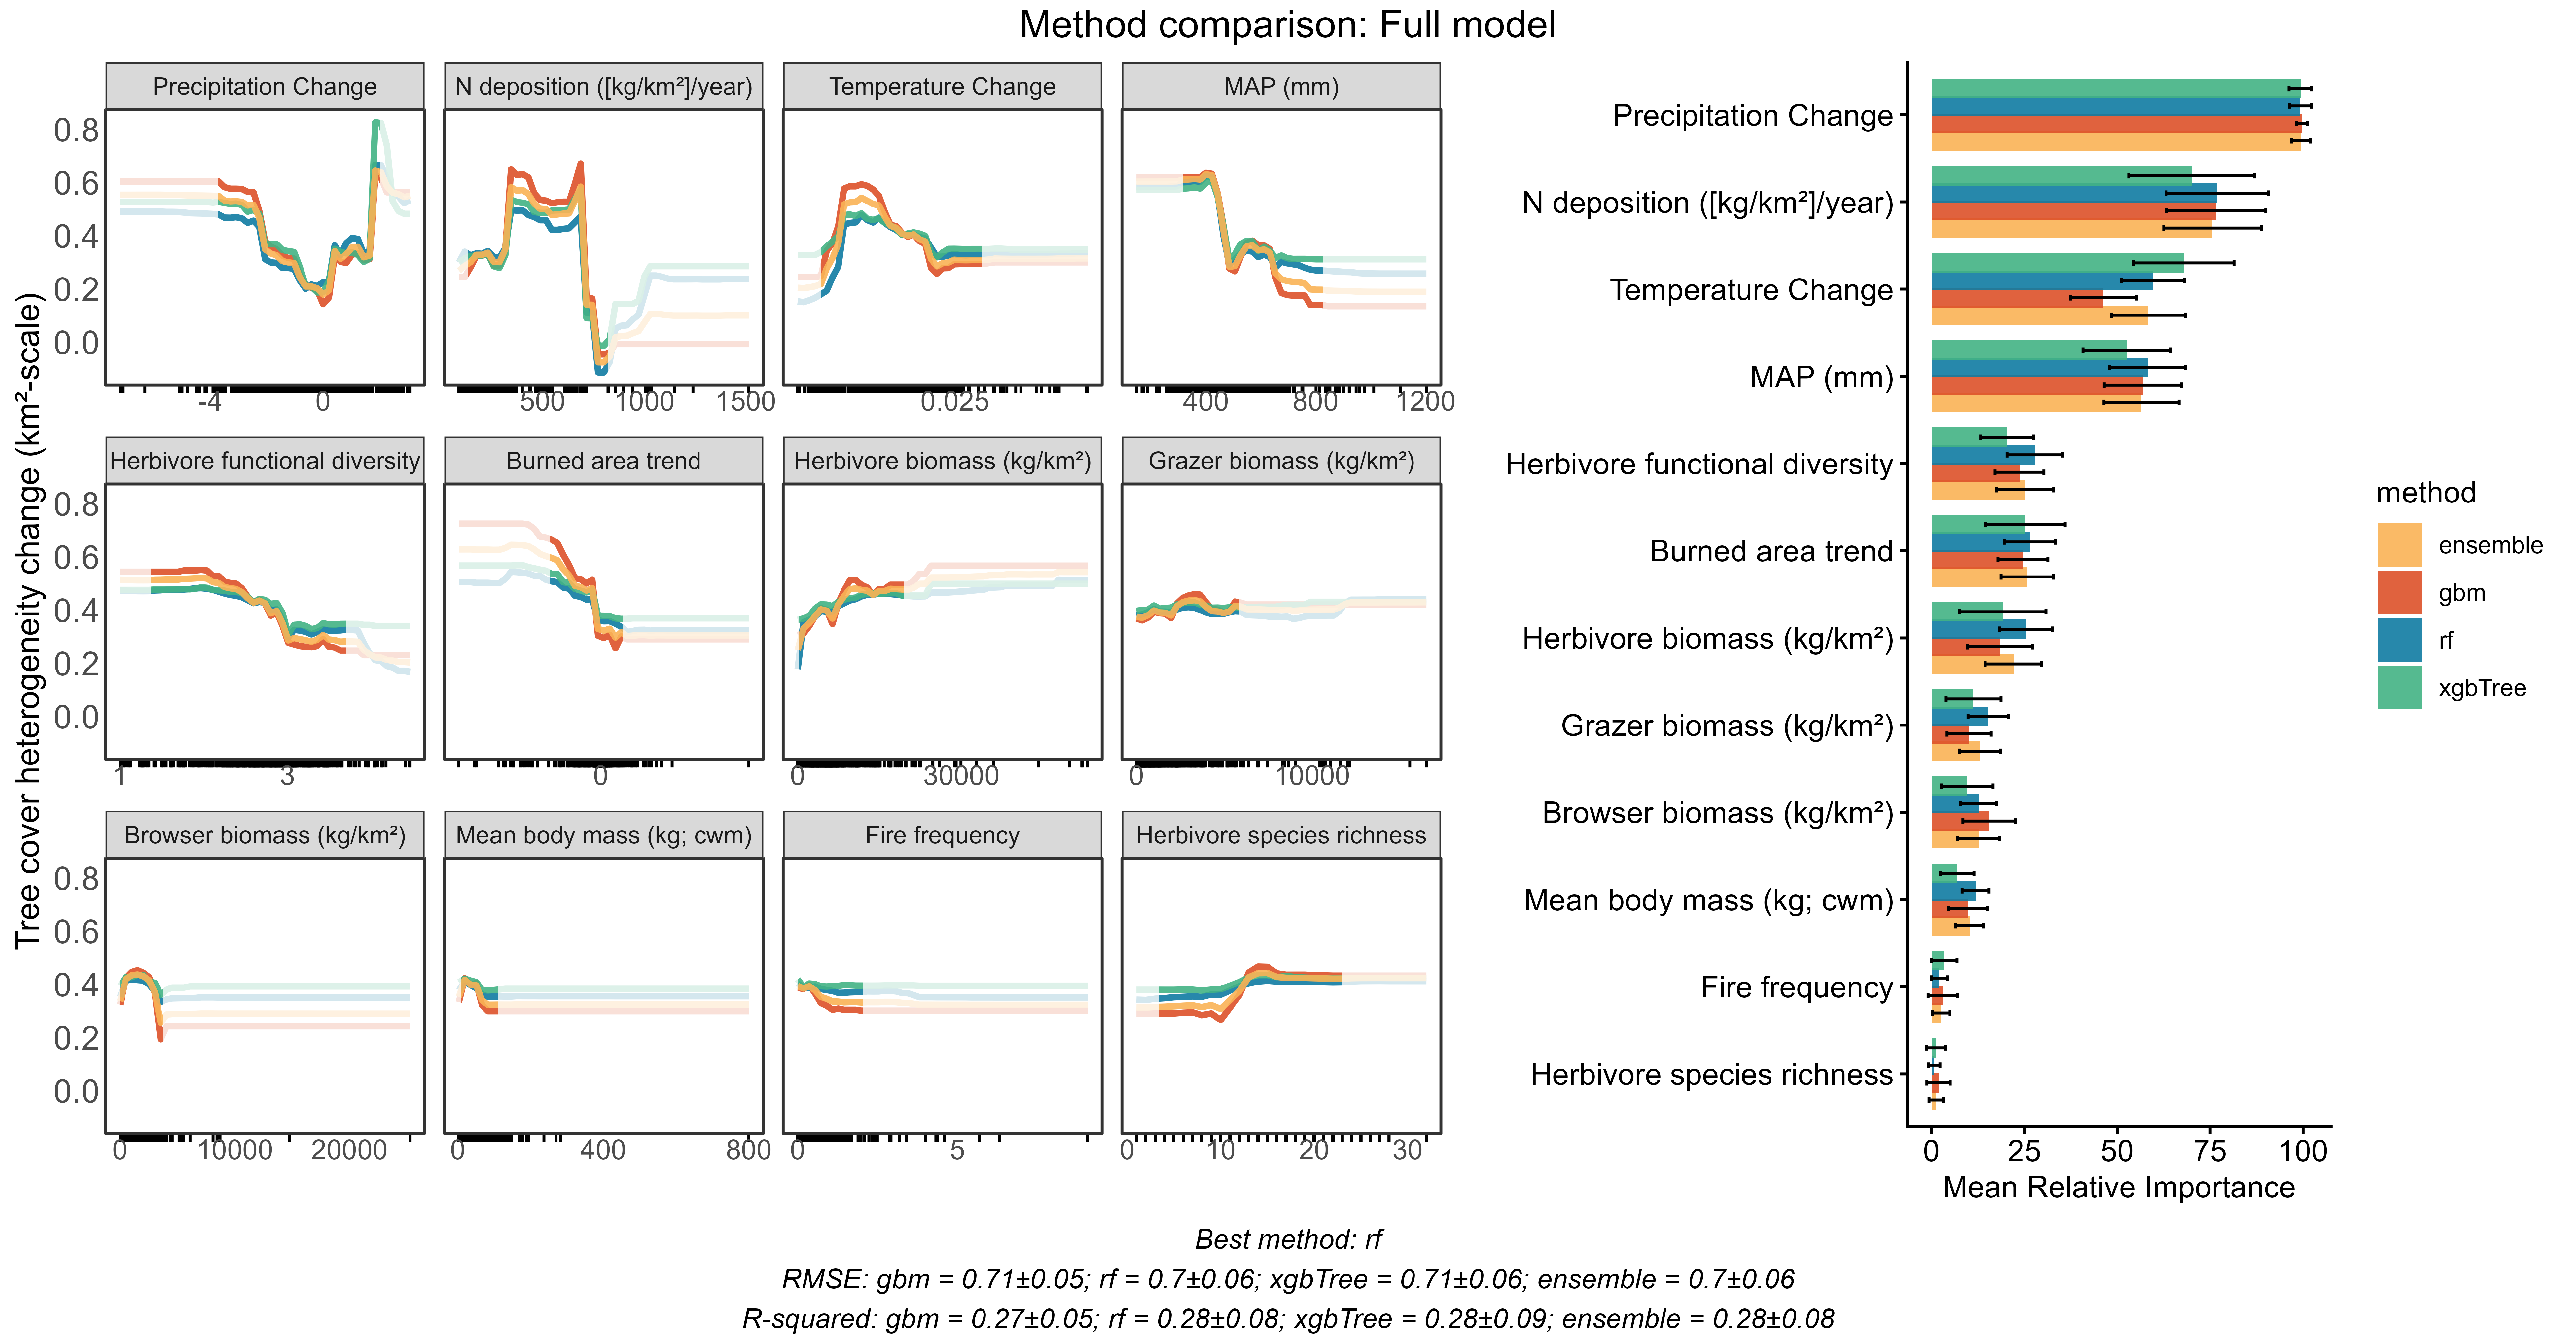 Method comparison: Full model
Tree cover heterogeneity change (km²-scale)
Precipitation Change
N deposition ([kg/km²]/year)
Temperature Change
MAP (mm)
0.8
0.6
0.4
0.2
0.0
-4 0
500 1000 1500
0.025
400 800 1200
Herbivore functional diversity
Burned area trend
Herbivore biomass (kg/km²)
Grazer biomass (kg/km²)
0.8
0.6
0.4
0.2
0.0
1 3
0
0 30000
0 10000
Browser biomass (kg/km²)
Mean body mass (kg; cwm)
Fire frequency
Herbivore species richness
0.8
0.6
0.4
0.2
0.0
0 10000 20000
0 400 800
0 5
0 10 20 30
Precipitation Change
N deposition ([kg/km²]/year)
Temperature Change
MAP (mm)
Herbivore functional diversity
Burned area trend
Herbivore biomass (kg/km²)
Grazer biomass (kg/km²)
Browser biomass (kg/km²)
Mean body mass (kg; cwm)
Fire frequency
Herbivore species richness
0 25 50 75 100
Mean Relative Importance
method
ensemble
gbm
rf
xgbTree
Best method: rf
RMSE: gbm = 0.71±0.05; rf = 0.7±0.06; xgbTree = 0.71±0.06; ensemble = 0.7±0.06
R-squared: gbm = 0.27±0.05; rf = 0.28±0.08; xgbTree = 0.28±0.09; ensemble = 0.28±0.08